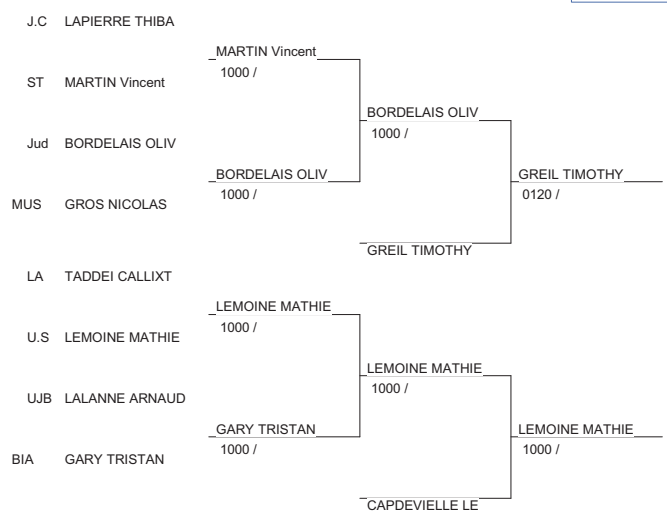 J.C LAPIERRE THIBA
MARTIN Vincent
1000 /
ST MARTIN Vincent
BORDELAIS OLIV
1000 /
Jud BORDELAIS OLIV
BORDELAIS OLIV
1000 /
GREIL TIMOTHY
0120 /
MUS GROS NICOLAS
GREIL TIMOTHY
LA TADDEI CALLIXT
LEMOINE MATHIE
1000 /
U.S LEMOINE MATHIE
LEMOINE MATHIE
1000 /
UJB LALANNE ARNAUD
GARY TRISTAN
1000 /
LEMOINE MATHIE
1000 /
BIA GARY TRISTAN
CAPDEVIELLE LE